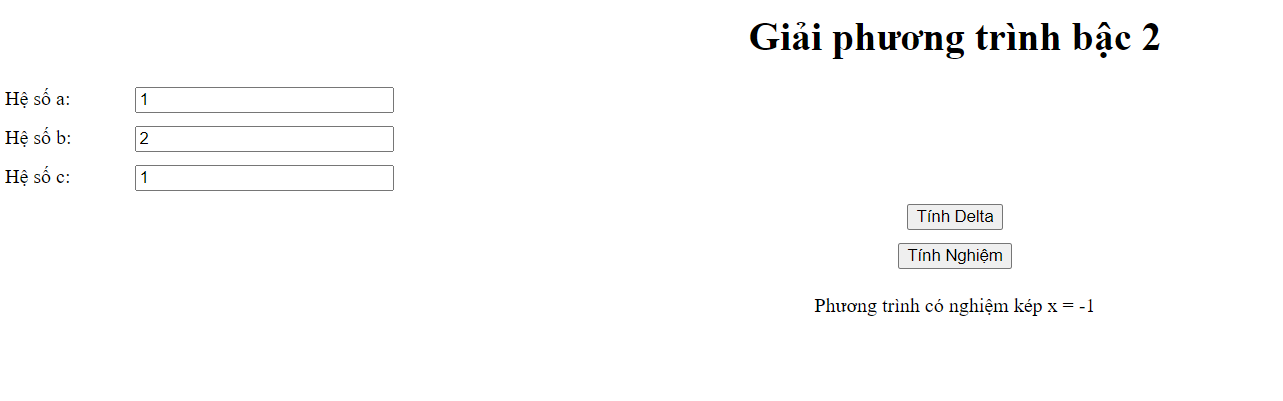 Giải phương trình bậc 2
Hệ số a: 1
Hệ số b: 2
Hệ số c: 1
Tính Delta
Tính Nghiệm
Phương trình có nghiệm kép x = -1